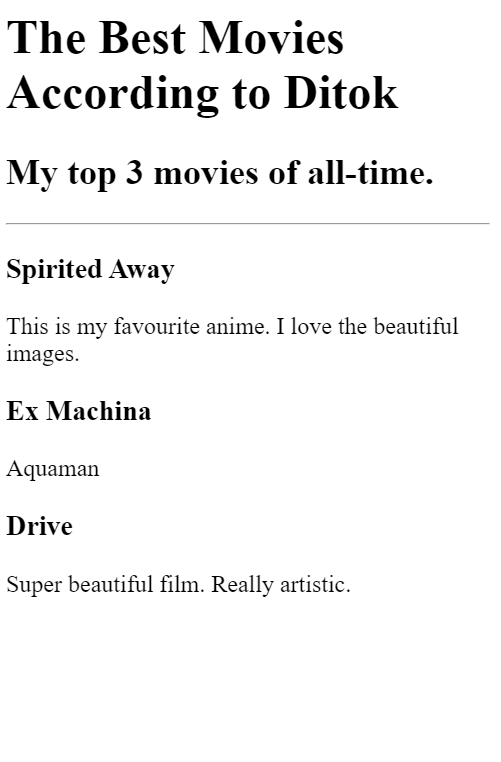 The Best Movies
According to Ditok
My top 3 movies of all-time.
Spirited Away
This is my favourite anime. I love the beautiful
images.
Ex Machina
Aquaman
Drive
Super beautiful film. Really artistic.